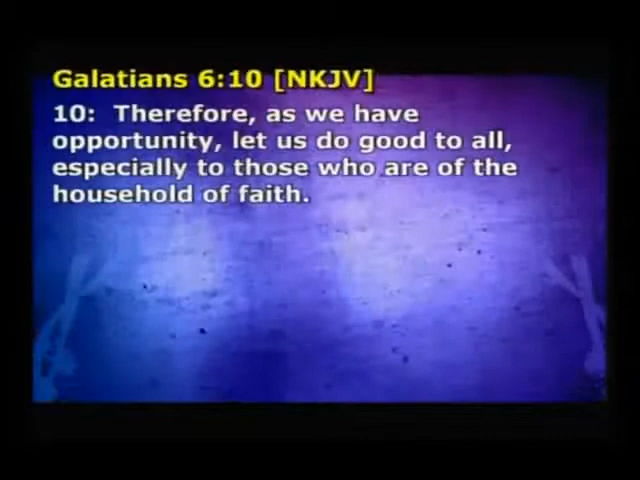 Galatians 6:10 [NKJV]
10:  Therefore, as we have
opportunity, let us do good to all,
especially to those who are of the
household of faith.